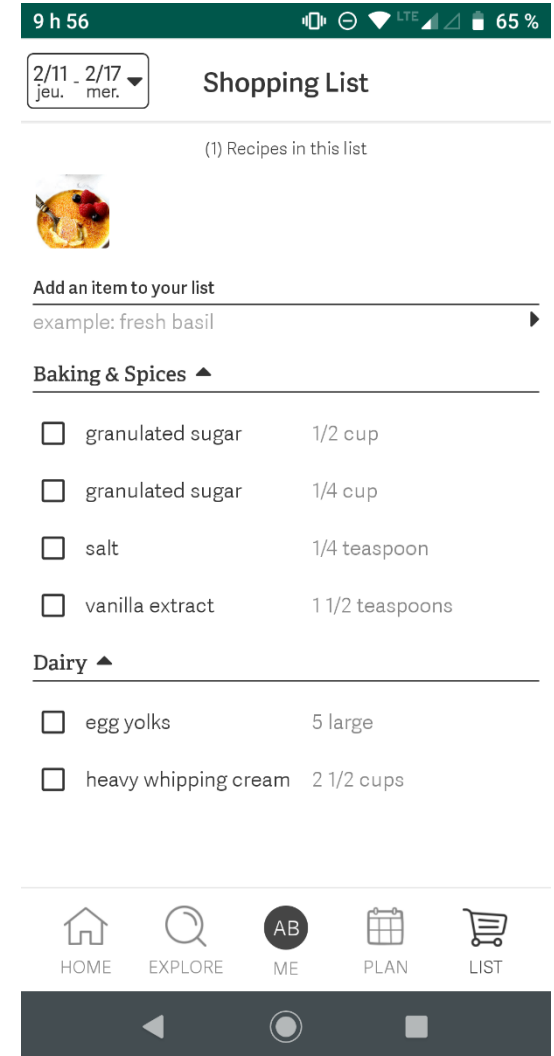 9 h 56 LTE 65 %
2/11 - 2/17
jeu. mer.
Shopping List
(1) Recipes in this list
Add an item to your list
example: fresh basil
Baking & Spices
granulated sugar 1/2 cup
granulated sugar 1/4 cup
salt 1/4 teaspoon
vanilla extract 1 1/2 teaspoons
Dairy
egg yolks 5 large
heavy whipping cream 2 1/2 cups
AB
HOME EXPLORE ME PLAN LIST